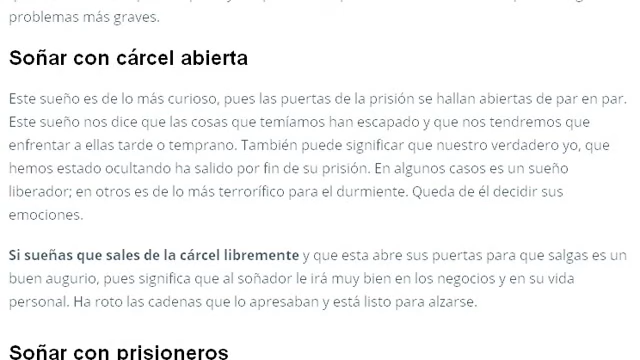 problemas más graves.
Soñar con cárcel abierta
Este sueño es de lo más curioso, pues las puertas de la prisión se hallan abiertas de par en par.
Este sueño nos dice que las cosas que temíamos han escapado y que nos tendremos que
enfrentar a ellas tarde o temprano. También puede significar que nuestro verdadero yo, que
hemos estado ocultando ha salido por fin de su prisión. En algunos casos es un sueño
liberador; en otros es de lo más terrorífico para el durmiente. Queda de él decidir sus
emociones.
Si sueñas que sales de la cárcel libremente y que esta abre sus puertas para que salgas es un
buen augurio, pues significa que al soñador le irá muy bien en los negocios y en su vida
personal. Ha roto las cadenas que lo apresaban y está listo para alzarse.
Soñar con prisioneros